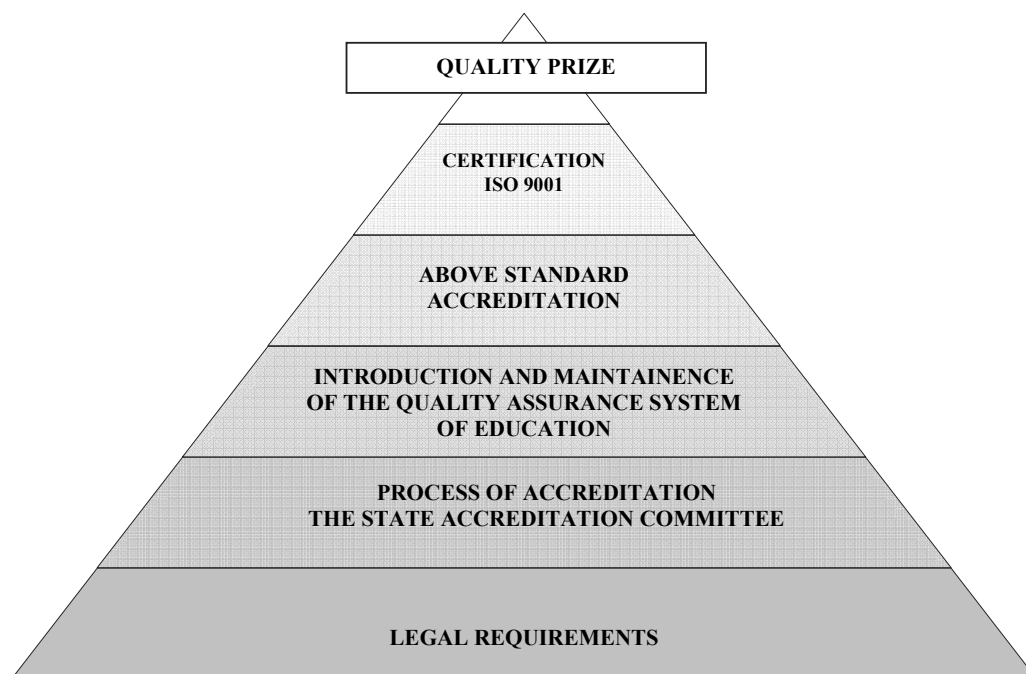 QUALITY PRIZE
CERTIFICATION
ISO 9001
ABOVE STANDARD
ACCREDITATION
INTRODUCTION AND MAINTAINENCE
OF THE QUALITY ASSURANCE SYSTEM
OF EDUCATION
PROCESS OF ACCREDITATION
THE STATE ACCREDITATION COMMITTEE
LEGAL REQUIREMENTS